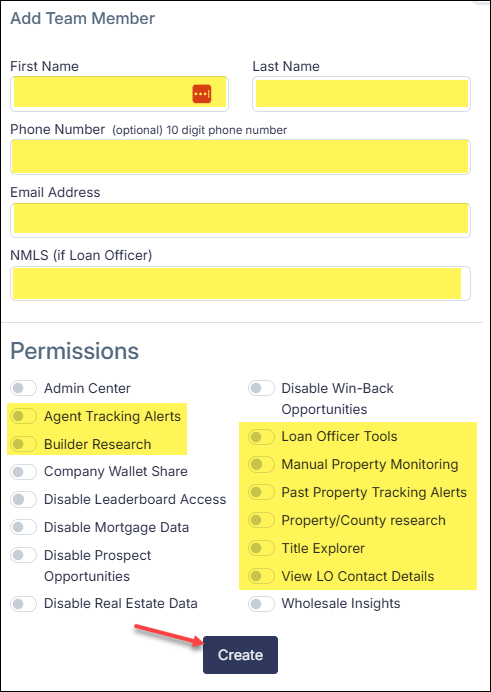 Add Team Member
First Name
Last Name
Phone Number (optional) 10 digit phone number
Email Address
NMLS (if Loan Officer)
Permissions
Admin Center
Agent Tracking Alerts
Builder Research
Company Wallet Share
Disable Leaderboard Access
Disable Mortgage Data
Disable Prospect
Opportunities
Disable Real Estate Data
Disable Win-Back
Opportunities
Loan Officer Tools
Manual Property Monitoring
Past Property Tracking Alerts
Property/County research
Title Explorer
View LO Contact Details
Wholesale Insights
Create